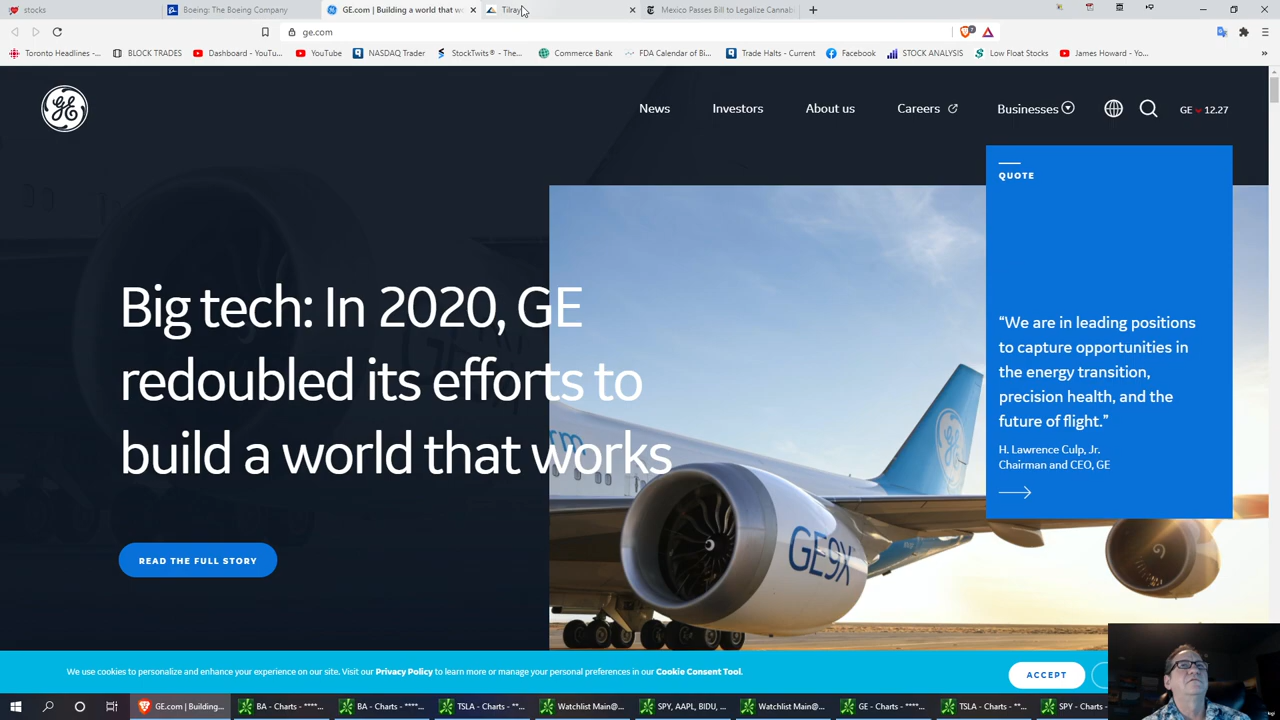 stocks
Boeing: The Boeing Company
GE.com | Building a world that wo
Tilray
Mexico Passes Bill to Legalize Cannab
ge.com
Toronto Headlines -...
BLOCK TRADES
Dashboard - YouTu...
YouTube
NASDAQ Trader
StockTwits® - The...
Commerce Bank
FDA Calendar of Bi...
Trade Halts - Current
Facebook
STOCK ANALYSIS
Low Float Stocks
James Howard - Yo...
»
GE
News
Investors
About us
Careers
Businesses
GE 12.27
QUOTE
Big tech: In 2020, GE
redoubled its efforts to
build a world that works
“We are in leading positions
to capture opportunities in
the energy transition,
precision health, and the
future of flight.”
H. Lawrence Culp, Jr.
Chairman and CEO, GE
READ THE FULL STORY
GE9X
We use cookies to personalize and enhance your experience on our site. Visit our Privacy Policy to learn more or manage your personal preferences in our Cookie Consent Tool.
ACCEPT
GE.com | Building...
BA - Charts - ****...
BA - Charts - ****...
TSLA - Charts - **...
Watchlist Main@...
SPY, AAPL, BIDU, ...
Watchlist Main@...
GE - Charts - ****...
TSLA - Charts - **...
SPY - Charts - ****...